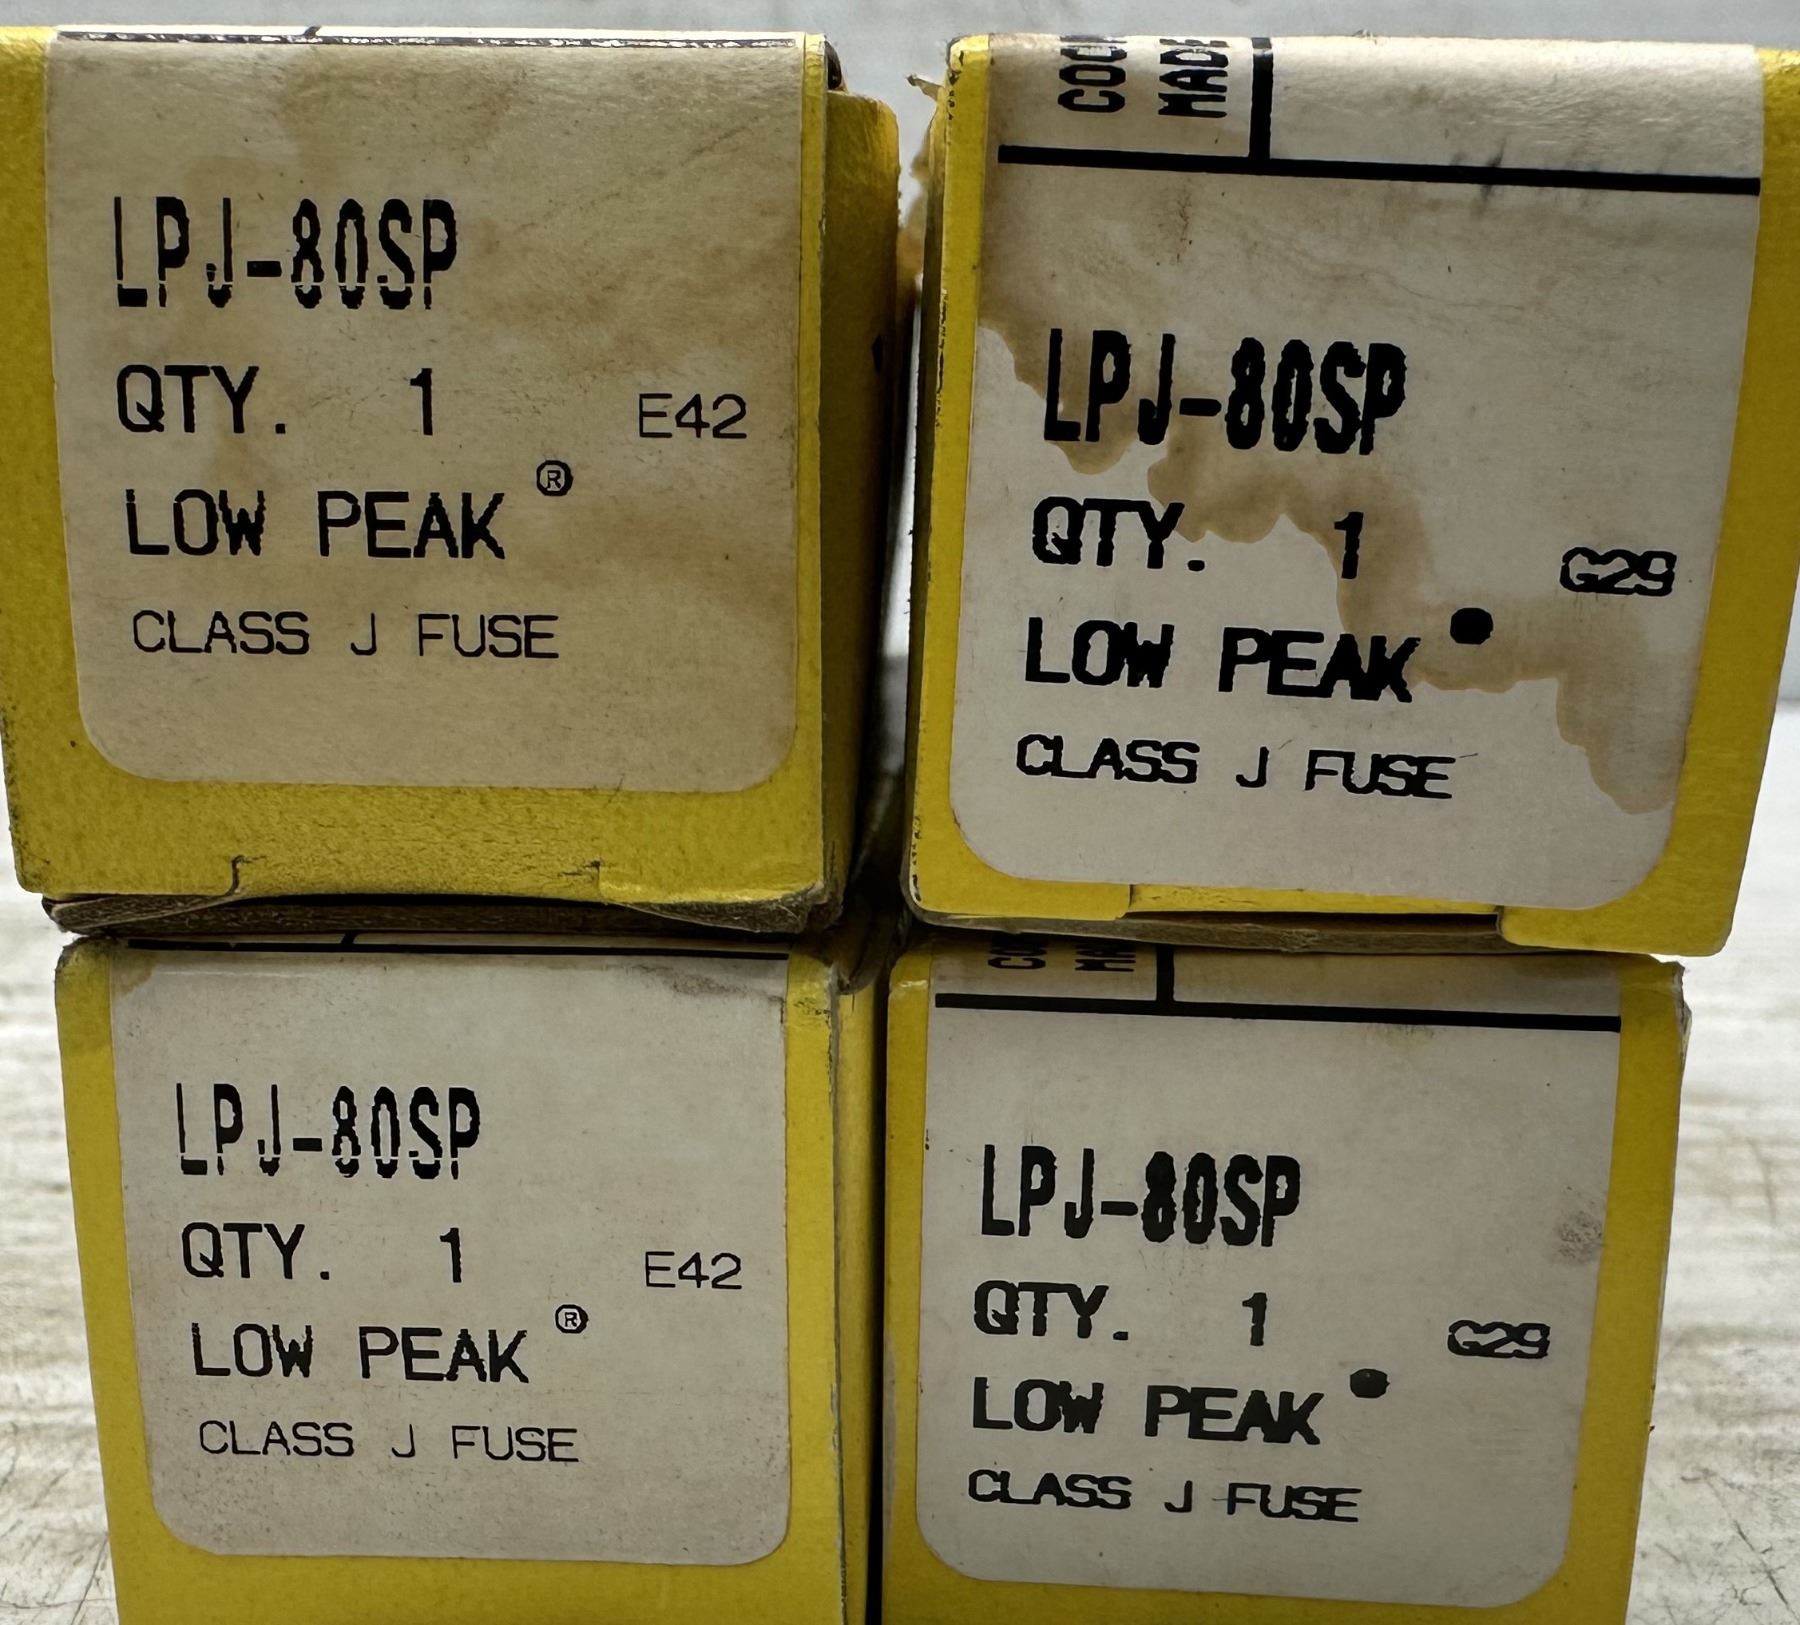 LPJ-80SP
QTY. 1 E42
LOW PEAK ®
CLASS J FUSE
MADE
LPJ-80SP
QTY. 1 G29
LOW PEAK
CLASS J FUSE
LPJ-80SP
QTY. 1 E42
LOW PEAK ®
CLASS J FUSE
LPJ-80SP
QTY. 1 G29
LOW PEAK
CLASS J FUSE